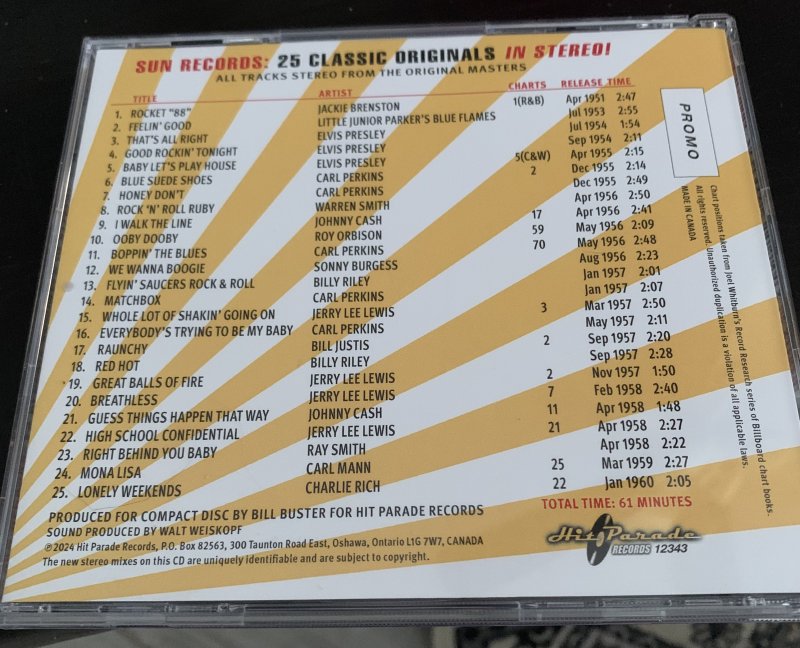 SUN RECORDS: 25 CLASSIC ORIGINALS IN STEREO!
ALL TRACKS STEREO FROM THE ORIGINAL MASTERS
TITLE ARTIST CHARTS RELEASE TIME
1. ROCKET "88" JACKIE BRENSTON 1(R&B) Apr 1951 2:47
2. FEELIN' GOOD LITTLE JUNIOR PARKER'S BLUE FLAMES Jul 1953 2:55
3. THAT'S ALL RIGHT ELVIS PRESLEY Jul 1954 1:54
4. GOOD ROCKIN' TONIGHT ELVIS PRESLEY Sep 1954 2:11
5. BABY LET'S PLAY HOUSE ELVIS PRESLEY 5(C&W) Apr 1955 2:15
6. BLUE SUEDE SHOES CARL PERKINS 2 Dec 1955 2:14
7. HONEY DON'T CARL PERKINS Dec 1955 2:49
8. ROCK 'N' ROLL RUBY WARREN SMITH Apr 1956 2:50
9. I WALK THE LINE JOHNNY CASH 17 Apr 1956 2:41
10. OOBY DOOBY ROY ORBISON 59 May 1956 2:09
11. BOPPIN' THE BLUES CARL PERKINS 70 May 1956 2:48
12. WE WANNA BOOGIE SONNY BURGESS Aug 1956 2:23
13. FLYIN' SAUCERS ROCK & ROLL BILLY RILEY Jan 1957 2:01
14. MATCHBOX CARL PERKINS Jan 1957 2:07
15. WHOLE LOT OF SHAKIN' GOING ON JERRY LEE LEWIS 3 Mar 1957 2:50
16. EVERYBODY'S TRYING TO BE MY BABY CARL PERKINS May 1957 2:11
17. RAUNCHY BILL JUSTIS 2 Sep 1957 2:20
18. RED HOT BILLY RILEY Sep 1957 2:28
19. GREAT BALLS OF FIRE JERRY LEE LEWIS 2 Nov 1957 1:50
20. BREATHLESS JERRY LEE LEWIS 7 Feb 1958 2:40
21. GUESS THINGS HAPPEN THAT WAY JOHNNY CASH 11 Apr 1958 1:48
22. HIGH SCHOOL CONFIDENTIAL JERRY LEE LEWIS 21 Apr 1958 2:27
23. RIGHT BEHIND YOU BABY RAY SMITH Apr 1958 2:22
24. MONA LISA CARL MANN 25 Mar 1959 2:27
25. LONELY WEEKENDS CHARLIE RICH 22 Jan 1960 2:05
TOTAL TIME: 61 MINUTES
PRODUCED FOR COMPACT DISC BY BILL BUSTER FOR HIT PARADE RECORDS
SOUND PRODUCED BY WALT WEISKOPF
℗2024 Hit Parade Records, P.O. Box 82563, 300 Taunton Road East, Oshawa, Ontario L1G 7W7, CANADA
The new stereo mixes on this CD are uniquely identifiable and are subject to copyright.
Hit Parade
RECORDS 12343
PROMO
Chart positions taken from Joel Whitburn's Record Research series of Billboard chart books.
All rights reserved. Unauthorized duplication is a violation of all applicable laws.
MADE IN CANADA